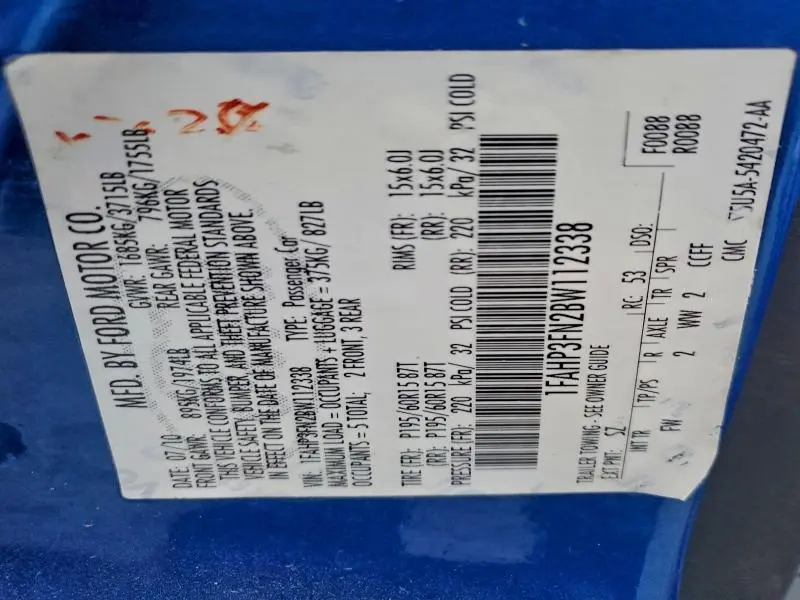 MFD. BY FORD MOTOR CO.
DATE: 07/10 GVWR: 1685KG/3715LB
FRONT GAWR: 895KG/1974LB REAR GAWR: 796KG/1755LB
THIS VEHICLE CONFORMS TO ALL APPLICABLE FEDERAL MOTOR
VEHICLE SAFETY, BUMPER AND THEFT PREVENTION STANDARDS
IN EFFECT ON THE DATE OF MANUFACTURE SHOWN ABOVE.
VIN: 1FAHP3FN2BW112338 TYPE: Passenger Car
MAXIMUM LOAD = OCCUPANTS + LUGGAGE = 375KG/ 827LB
OCCUPANTS = 5 TOTAL, 2 FRONT, 3 REAR
TIRE (FR): P195/60R15 87T RIMS (FR): 15x6.0J
(RR): P195/60R15 87T (RR): 15x6.0J
PRESSURE (FR): 220 kPa/ 32 PSI COLD (RR): 220 kPa/ 32 PSI COLD
1FAHP3FN2BW112338
TRAILER TOWING - SEE OWNER GUIDE
EXT PNT: SZ RC: 53 DSO: F0088
INT TR TP/PS R AXLE TR SPR R0088
FW 2 WW 2 CCFF
CMC 5U5A-5420472-AA